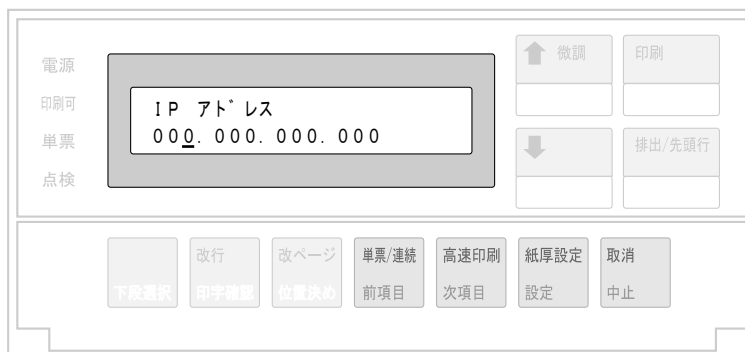 電源
印刷可
単票
点検
IP アドレス
000.000.000.000
微調
印刷
排出/先頭行
下段選択
改行
印字確認
改ページ
位置決め
単票/連続
前項目
高速印刷
次項目
紙厚設定
設定
取消
中止